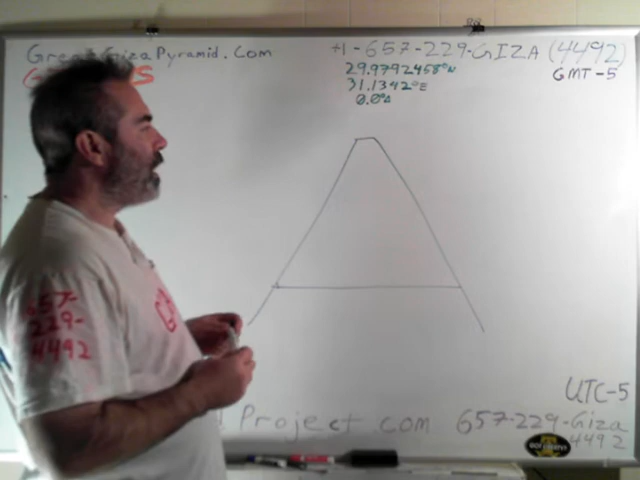 GreatGizaPyramid.Com
+1-657-229-GIZA (4492)
GMT-5
29.9792458°N
31.1342°E
0.0°Δ
657-
229-
4492
UTC-5
Project.com 657-229-Giza
4492